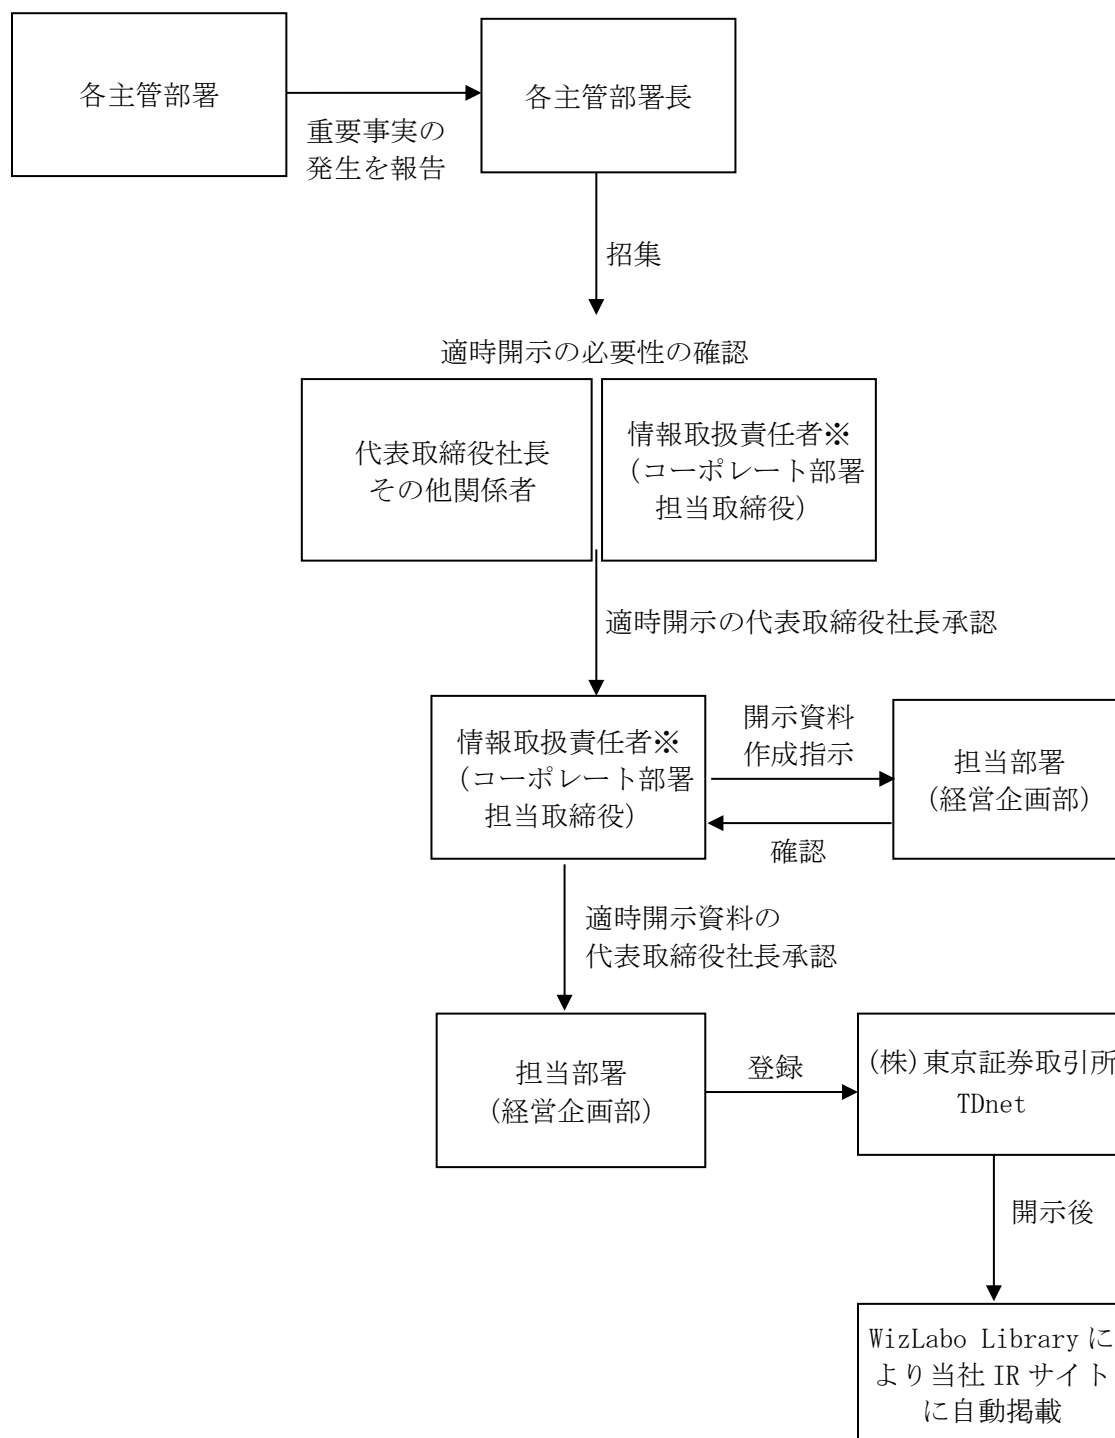 各主管部署
各主管部署長
重要事実の
発生を報告
招集
適時開示の必要性の確認
代表取締役社長
その他関係者
情報取扱責任者※
（コーポレート部署
担当取締役）
適時開示の代表取締役社長承認
情報取扱責任者※
（コーポレート部署
担当取締役）
開示資料
作成指示
担当部署
（経営企画部）
確認
適時開示資料の
代表取締役社長承認
担当部署
（経営企画部）
登録
（株）東京証券取引所
TDnet
開示後
WizLabo Library に
より当社 IR サイト
に自動掲載